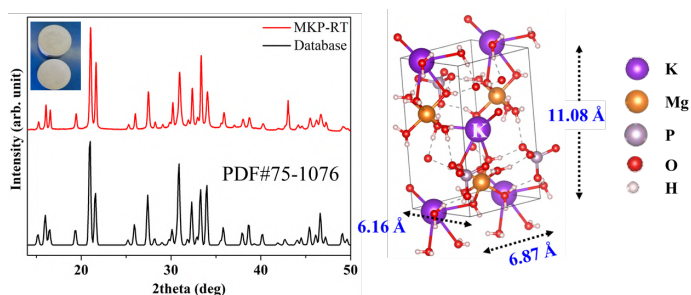 MKP-RT
Database
Intensity (arb. unit)
PDF#75-1076
20
30
40
50
2theta (deg)
K
11.08 Å
6.16 Å
6.87 Å
K
Mg
P
O
H